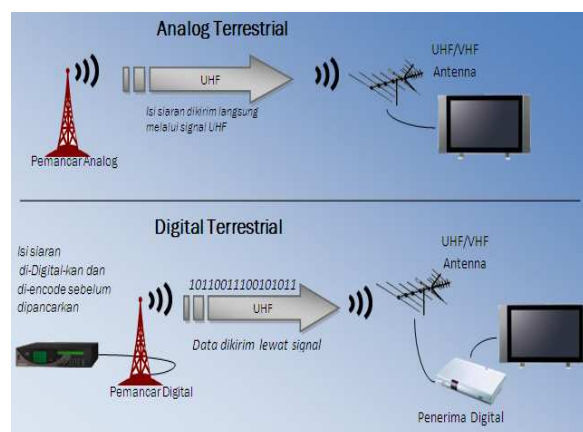 Analog Terrestrial
UHF
Isi siaran dikirim langsung
melalui signal UHF
UHF/VHF
Antenna
Pemancar Analog
Digital Terrestrial
Isi siaran
di-Digital-kan dan
di-encode sebelum
dipancarkan
10110011100101011
UHF
Data dikirim lewat signal
UHF/VHF
Antenna
Pemancar Digital
Penerima Digital